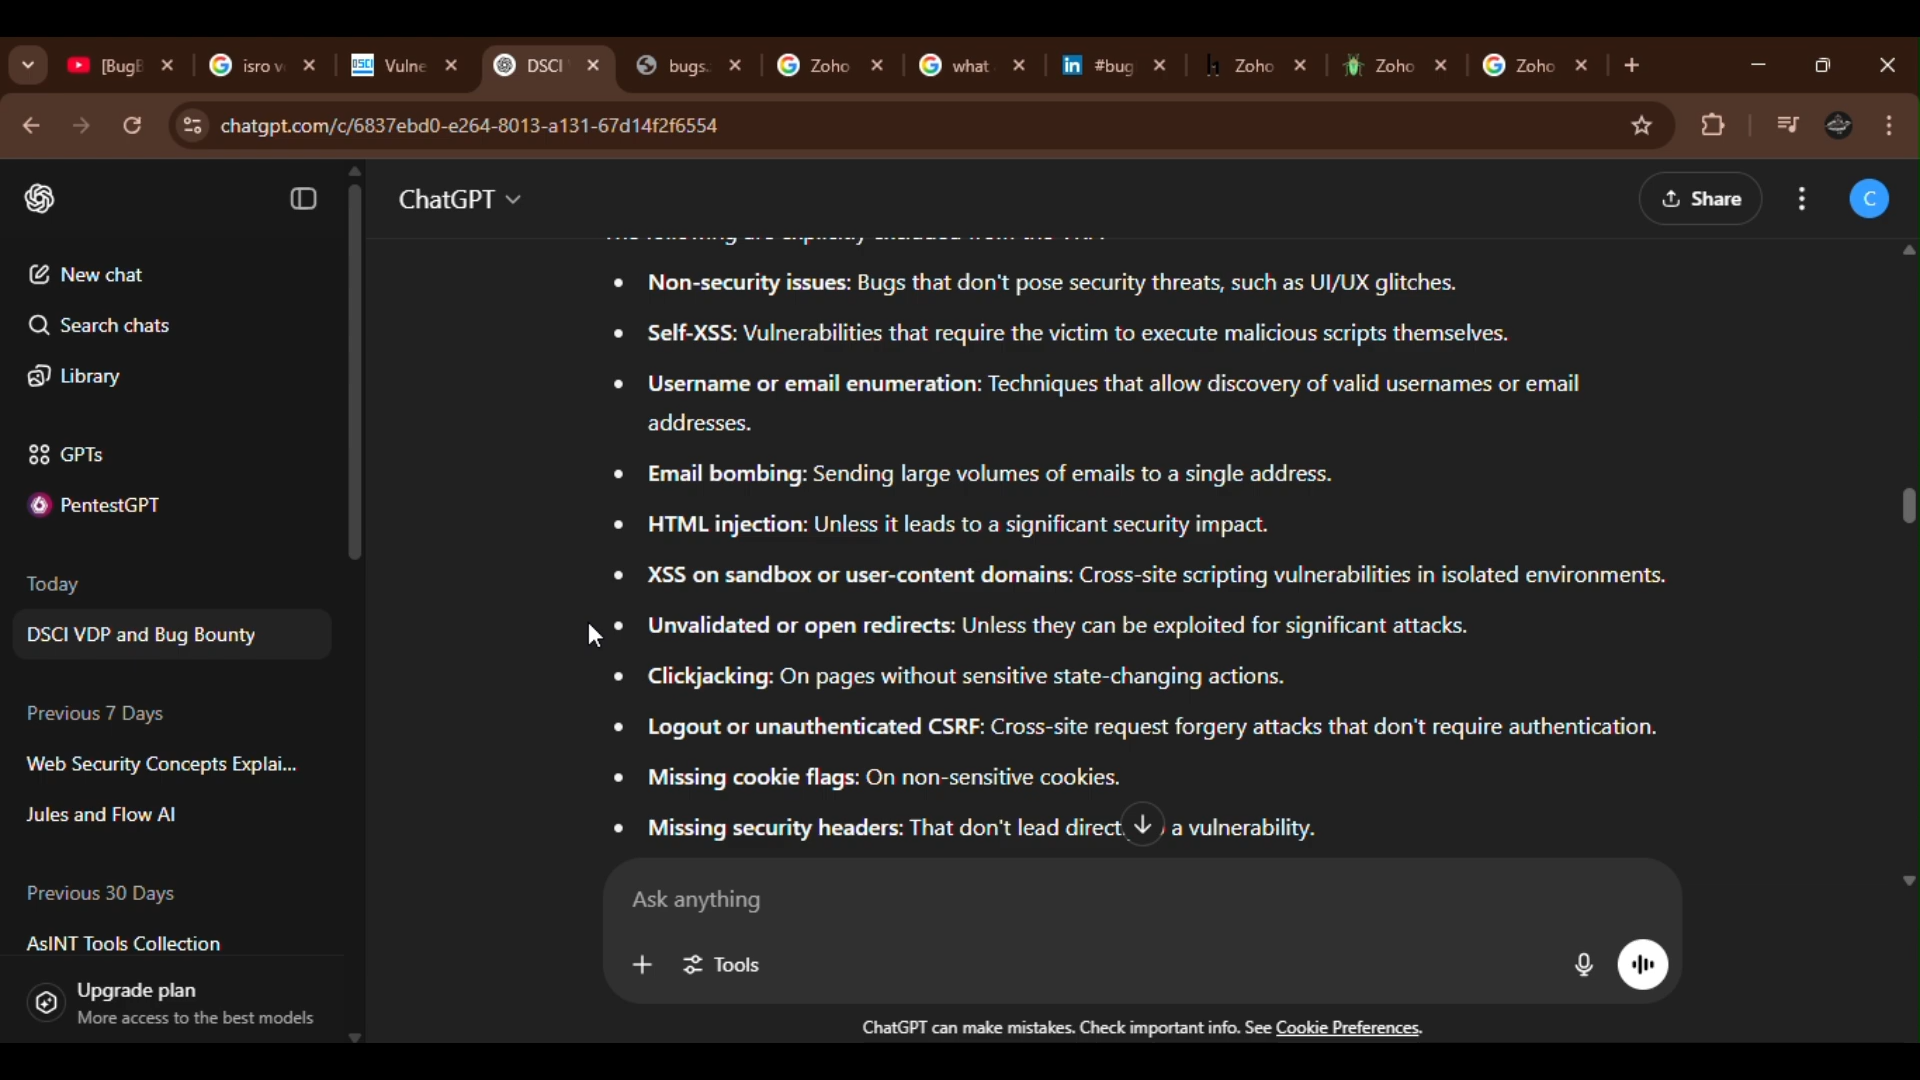 [BugB
isro v
DSCI
Vulne
DSCI
bugs.
Zoho
what
in
#bug
h
Zoho
Zoho
Zoho
chatgpt.com/c/6837ebd0-e264-8013-a131-67d14f2f6554
ChatGPT
Share
C
New chat
Search chats
Library
GPTs
PentestGPT
Today
DSCI VDP and Bug Bounty
Previous 7 Days
Web Security Concepts Explai...
Jules and Flow AI
Previous 30 Days
AsINT Tools Collection
Upgrade plan
More access to the best models
• Non-security issues: Bugs that don't pose security threats, such as UI/UX glitches.
• Self-XSS: Vulnerabilities that require the victim to execute malicious scripts themselves.
• Username or email enumeration: Techniques that allow discovery of valid usernames or email
addresses.
• Email bombing: Sending large volumes of emails to a single address.
• HTML injection: Unless it leads to a significant security impact.
• XSS on sandbox or user-content domains: Cross-site scripting vulnerabilities in isolated environments.
• Unvalidated or open redirects: Unless they can be exploited for significant attacks.
• Clickjacking: On pages without sensitive state-changing actions.
• Logout or unauthenticated CSRF: Cross-site request forgery attacks that don't require authentication.
• Missing cookie flags: On non-sensitive cookies.
• Missing security headers: That don't lead direct a vulnerability.
Ask anything
Tools
ChatGPT can make mistakes. Check important info. See Cookie Preferences.